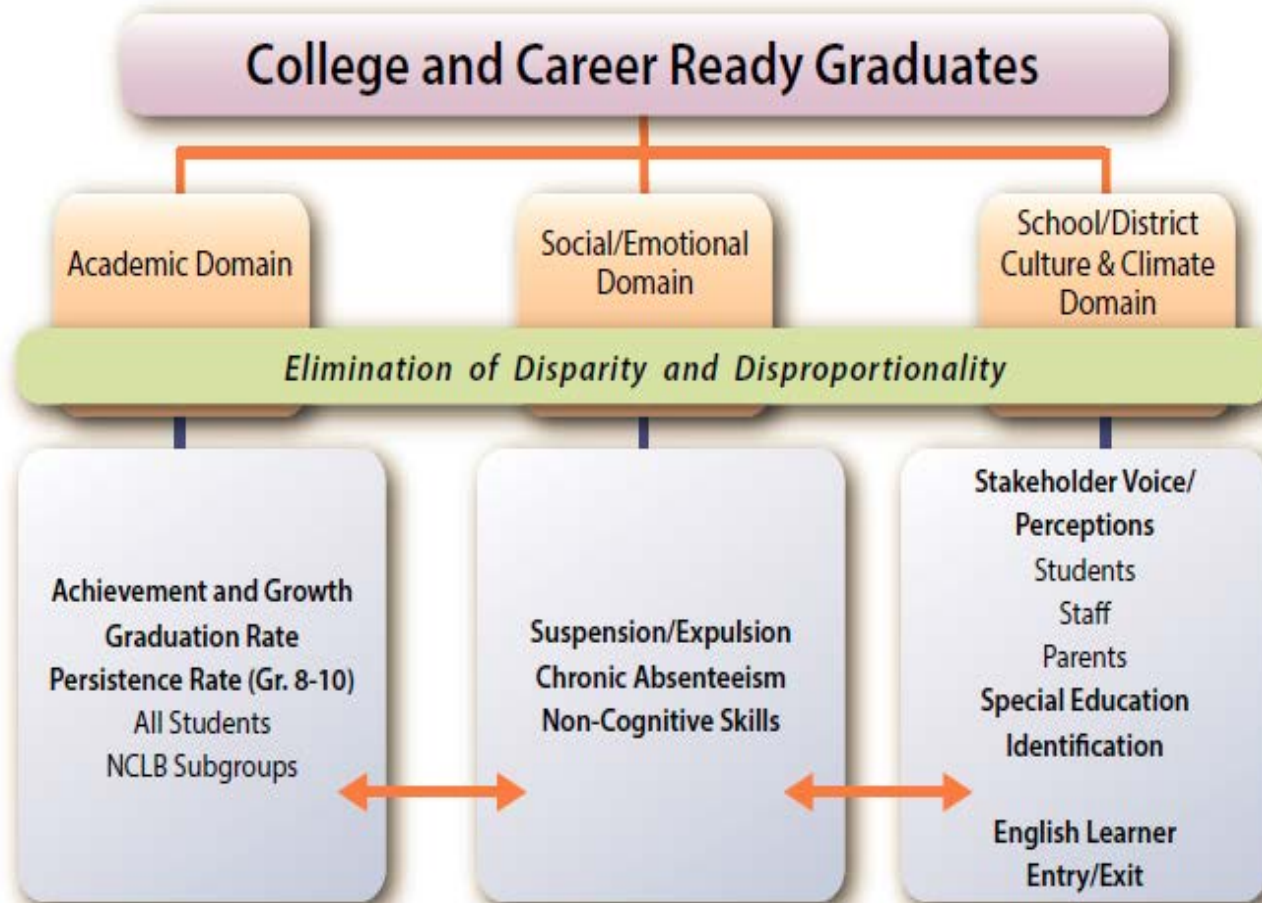 College and Career Ready Graduates
Academic Domain
Social/Emotional
Domain
School/District
Culture & Climate
Domain
Elimination of Disparity and Disproportionality
Achievement and Growth
Graduation Rate
Persistence Rate (Gr. 8-10)
All Students
NCLB Subgroups
Suspension/Expulsion
Chronic Absenteeism
Non-Cognitive Skills
Stakeholder Voice/
Perceptions
Students
Staff
Parents
Special Education
Identification
English Learner
Entry/Exit